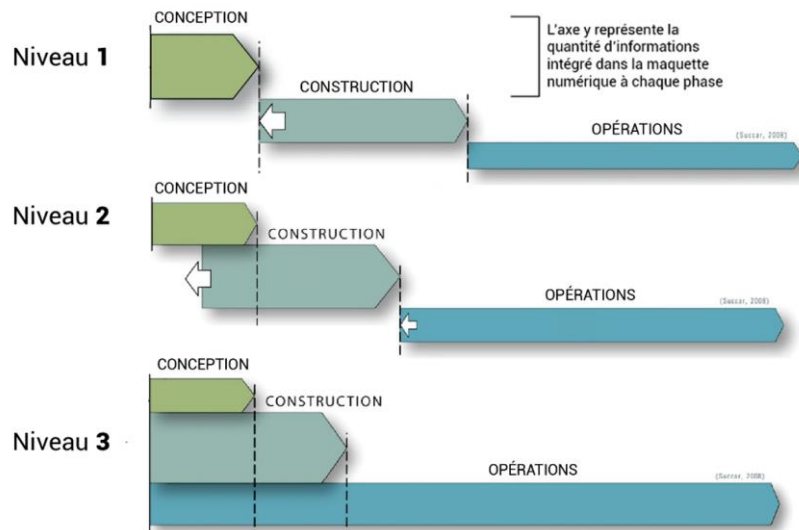 CONCEPTION
Niveau 1
L'axe y représente la
quantité d'informations
intégré dans la maquette
numérique à chaque phase
CONSTRUCTION
OPÉRATIONS
(Succar, 2008)
CONCEPTION
Niveau 2
CONSTRUCTION
OPÉRATIONS
(Succar, 2008)
CONCEPTION
CONSTRUCTION
Niveau 3
OPÉRATIONS
(Succar, 2008)